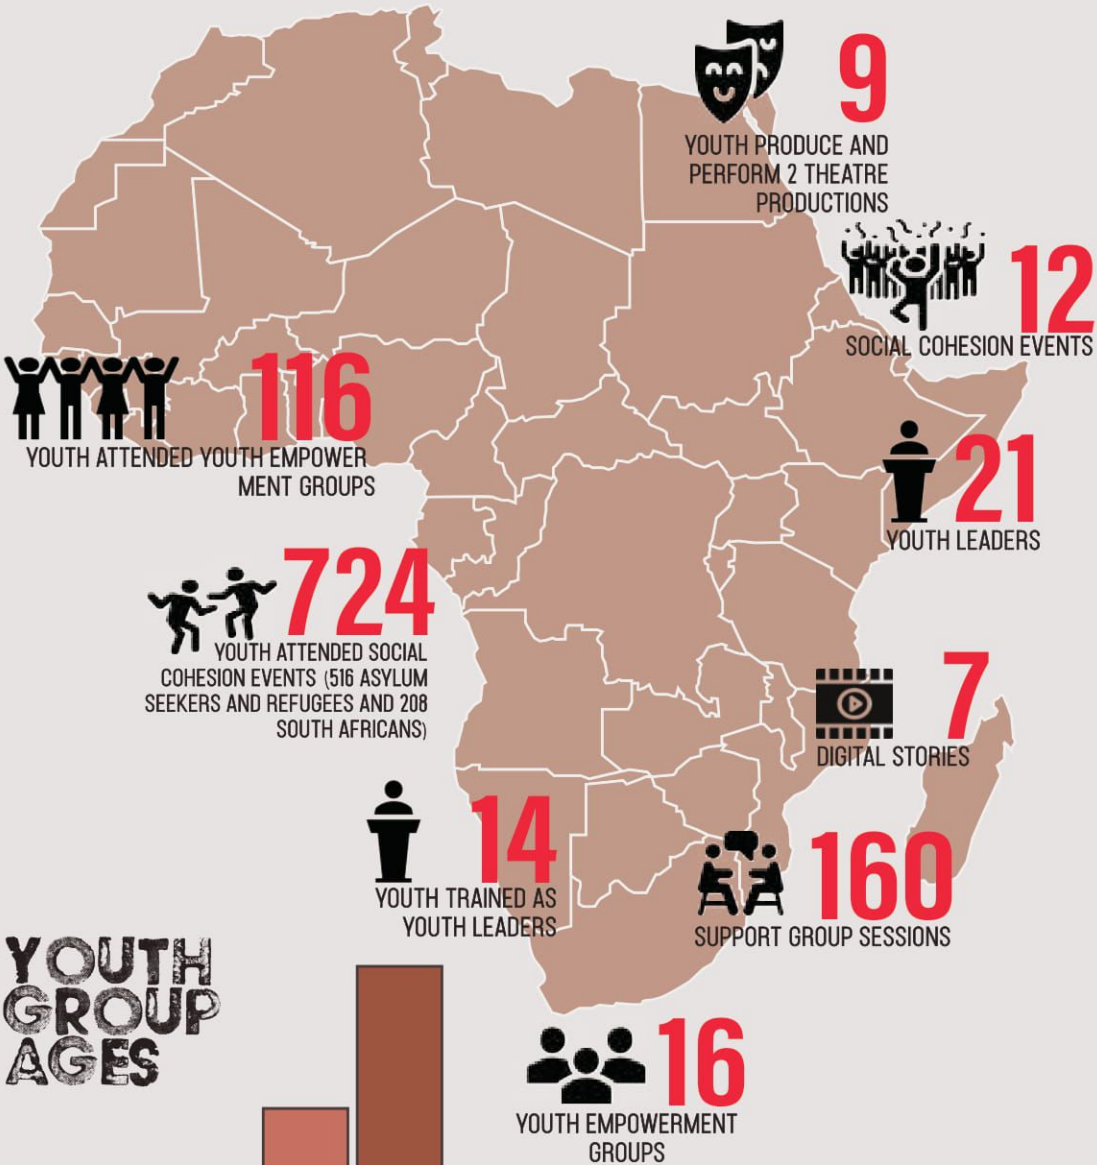 9
YOUTH PRODUCE AND
PERFORM 2 THEATRE
PRODUCTIONS
12
SOCIAL COHESION EVENTS
116
YOUTH ATTENDED YOUTH EMPOWER
MENT GROUPS
21
YOUTH LEADERS
724
YOUTH ATTENDED SOCIAL
COHESION EVENTS (516 ASYLUM
SEEKERS AND REFUGEES AND 208
SOUTH AFRICANS)
7
DIGITAL STORIES
14
YOUTH TRAINED AS
YOUTH LEADERS
160
SUPPORT GROUP SESSIONS
YOUTH
GROUP
AGES
16
YOUTH EMPOWERMENT
GROUPS